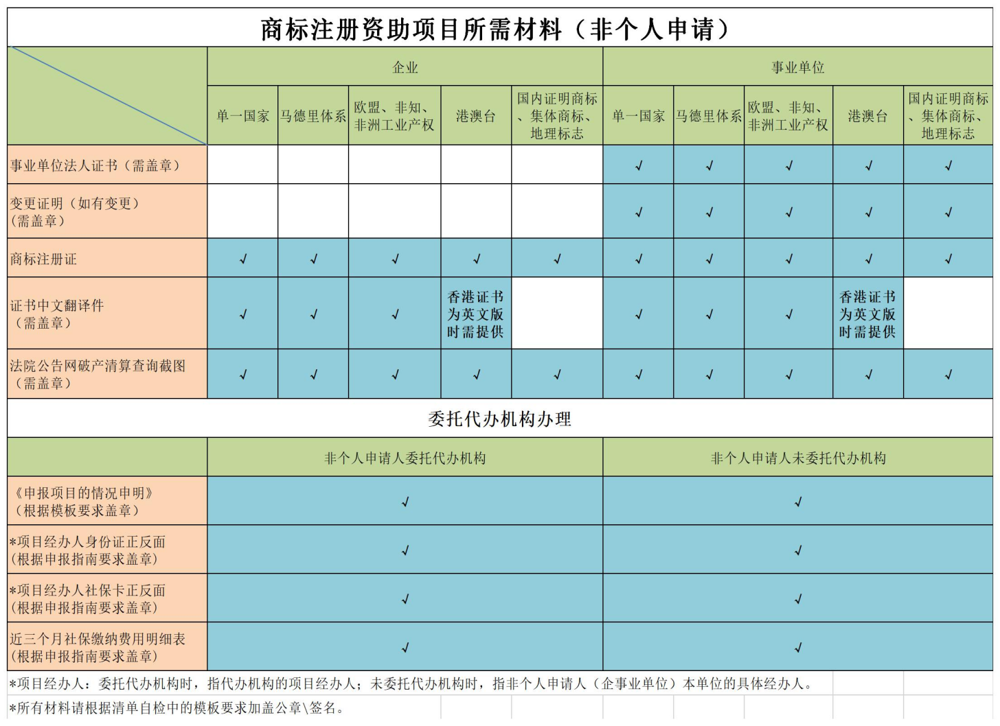 商标注册资助项目所需材料（非个人申请）
企业
事业单位
单一国家
马德里体系
欧盟、非知、
非洲工业产权
港澳台
国内证明商标
、集体商标、
地理标志
单一国家
马德里体系
欧盟、非知、
非洲工业产权
港澳台
国内证明商标
、集体商标、
地理标志
事业单位法人证书（需盖章）
√ √ √ √ √
变更证明（如有变更）
(需盖章）
√ √ √ √ √
商标注册证
√ √ √ √ √ √ √ √ √ √
证书中文翻译件
（需盖章）
√ √ √
香港证书
为英文版
时需提供
√ √ √
香港证书
为英文版
时需提供
法院公告网破产清算查询截图
（需盖章）
√ √ √ √ √ √ √ √ √ √
委托代办机构办理
非个人申请人委托代办机构
非个人申请人未委托代办机构
《申报项目的情况申明》
（根据模板要求盖章）
√ √
*项目经办人身份证正反面
(根据申报指南要求盖章)
√ √
*项目经办人社保卡正反面
(根据申报指南要求盖章)
√ √
近三个月社保缴纳费用明细表
(根据申报指南要求盖章)
√ √
*项目经办人：委托代办机构时，指代办机构的项目经办人；未委托代办机构时，指非个人申请人（企事业单位）本单位的具体经办人。
*所有材料请根据清单自检中的模板要求加盖公章\签名。